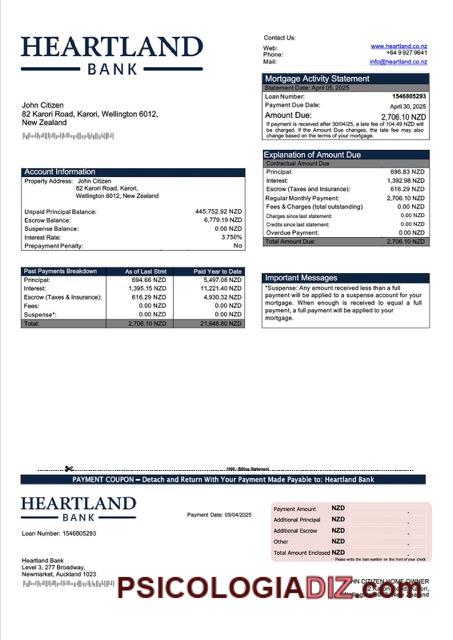 HEARTLAND
BANK
Contact Us:
Web: www.heartland.co.nz
Phone: +64 9 927 9641
Mail: info@heartland.co.nz
Mortgage Activity Statement
Statement Date: April 05, 2025
Loan Number: 1546805293
Payment Due Date: April 30, 2025
Amount Due: 2,706.10 NZD
If payment is received after 30/04/25, a late fee of 104.49 NZD will
be charged. If the Amount Due changes, the late fee may also
change based on the terms of your mortgage.
John Citizen
82 Karori Road, Karori, Wellington 6012,
New Zealand
Explanation of Amount Due
Contractual Amount Due
Principal: 696.83 NZD
Interest: 1,392.98 NZD
Escrow (Taxes and Insurance): 616.29 NZD
Regular Monthly Payment: 2,706.10 NZD
Fees & Charges (total outstanding) 0.00 NZD
Charges since last statement: 0.00 NZD
Credits since last statement: 0.00 NZD
Overdue Payment: 0.00 NZD
Total Amount Due: 2,706.10 NZD
Account Information
Property Address: John Citizen
82 Karori Road, Karori,
Wellington 6012, New Zealand
Unpaid Principal Balance: 445,752.92 NZD
Escrow Balance: 6,779.19 NZD
Suspense Balance: 0.00 NZD
Interest Rate: 3.750%
Prepayment Penalty: No
Past Payments Breakdown As of Last Stmt Paid Year to Date
Principal: 694.66 NZD 5,497.08 NZD
Interest: 1,395.15 NZD 11,221.40 NZD
Escrow (Taxes & Insurance): 616.29 NZD 4,930.32 NZD
Fees: 0.00 NZD 0.00 NZD
Suspense*: 0.00 NZD 0.00 NZD
Total: 2,706.10 NZD 21,648.80 NZD
Important Messages
*Suspense: Any amount received less than a full
payment will be applied to a suspense account for your
mortgage. When enough is received to equal a full
payment, a full payment will be applied to your
mortgage.
Billing Statement
PAYMENT COUPON – Detach and Return With Your Payment Made Payable to: Heartland Bank
HEARTLAND
BANK
Payment Date: 05/04/2025
Loan Number: 1546805293
Payment Amount NZD .
Additional Principal NZD .
Additional Escrow NZD .
Other NZD .
Total Amount Enclosed NZD .
Please write the loan number on the front of your check
Heartland Bank
Level 3, 277 Broadway,
Newmarket, Auckland 1023
PSICOLOGIADIZ.com